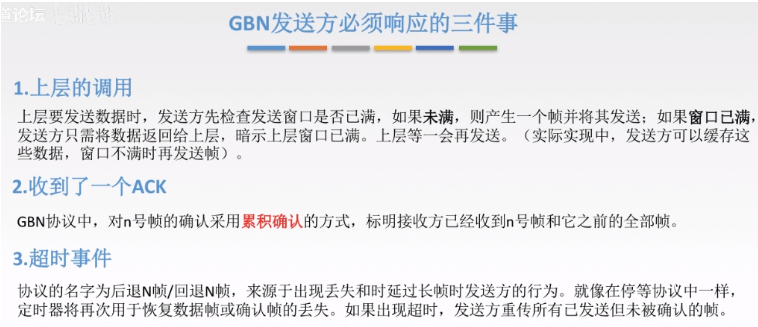 道论坛
GBN发送方必须响应的三件事
1.上层的调用
上层要发送数据时，发送方先检查发送窗口是否已满，如果未满，则产生一个帧并将其发送；如果窗口已满，
发送方只需将数据返回给上层，暗示上层窗口已满。上层等一会再发送。（实际实现中，发送方可以缓存这
些数据，窗口不满时再发送帧）。
2.收到了一个ACK
GBN协议中，对n号帧的确认采用累积确认的方式，标明接收方已经收到n号帧和它之前的全部帧。
3.超时事件
协议的名字为后退N帧/回退N帧，来源于出现丢失和时延过长帧时发送方的行为。就像在停等协议中一样，
定时器将再次用于恢复数据帧或确认帧的丢失。如果出现超时，发送方重传所有已发送但未被确认的帧。